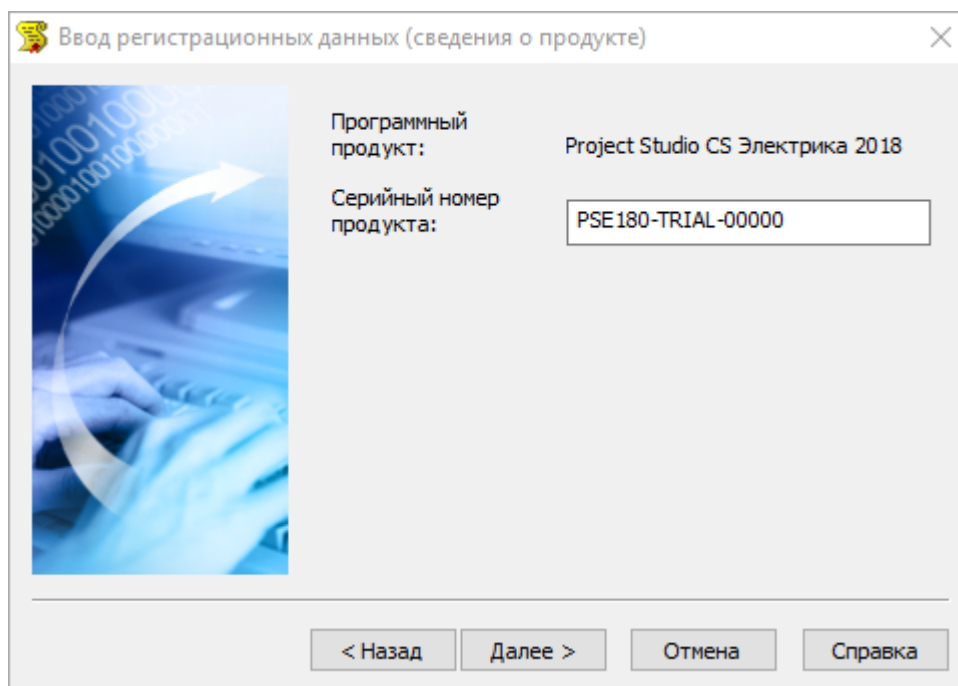 Ввод регистрационных данных (сведения о продукте)
Программный
продукт:
Project Studio CS Электрика 2018
Серийный номер
продукта:
PSE180-TRIAL-00000
< Назад
Далее >
Отмена
Справка